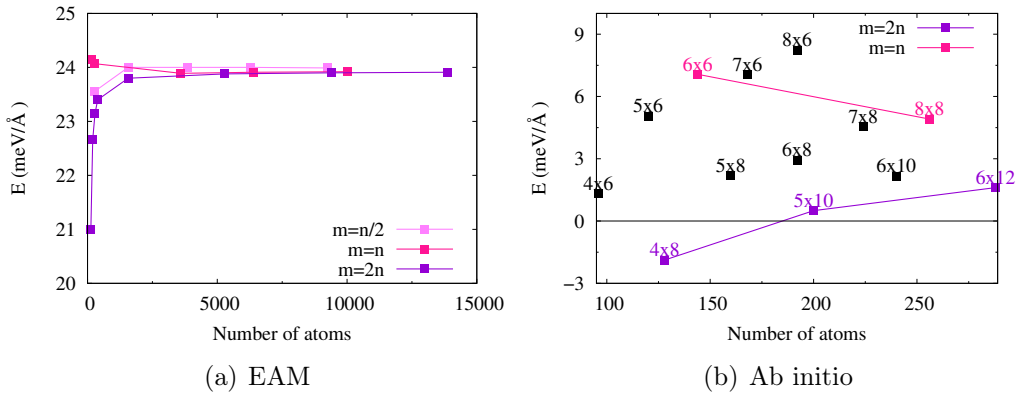 25
24
23
22
21
20
0
5000
10000
15000
E (meV/Å)
Number of atoms
m=n/2
m=n
m=2n
(a) EAM
9
6
3
0
−3
100
150
200
250
E (meV/Å)
Number of atoms
m=2n
m=n
8x6
6x6
7x6
5x6
8x8
7x8
6x8
5x8
6x10
4x6
6x12
5x10
4x8
(b) Ab initio